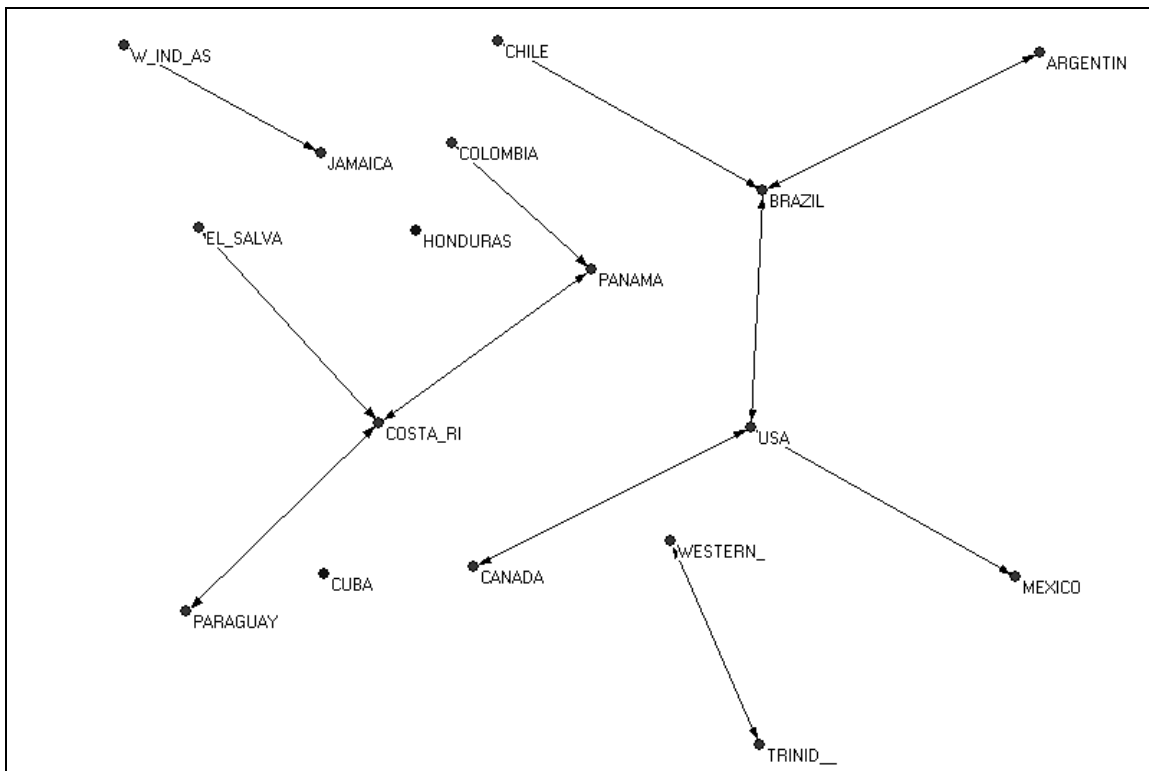 W_IND_AS
CHILE
ARGENTIN
JAMAICA
COLOMBIA
BRAZIL
EL_SALVA
HONDURAS
PANAMA
COSTA_RI
USA
WESTERN_
CUBA
CANADA
MEXICO
PARAGUAY
TRINID__